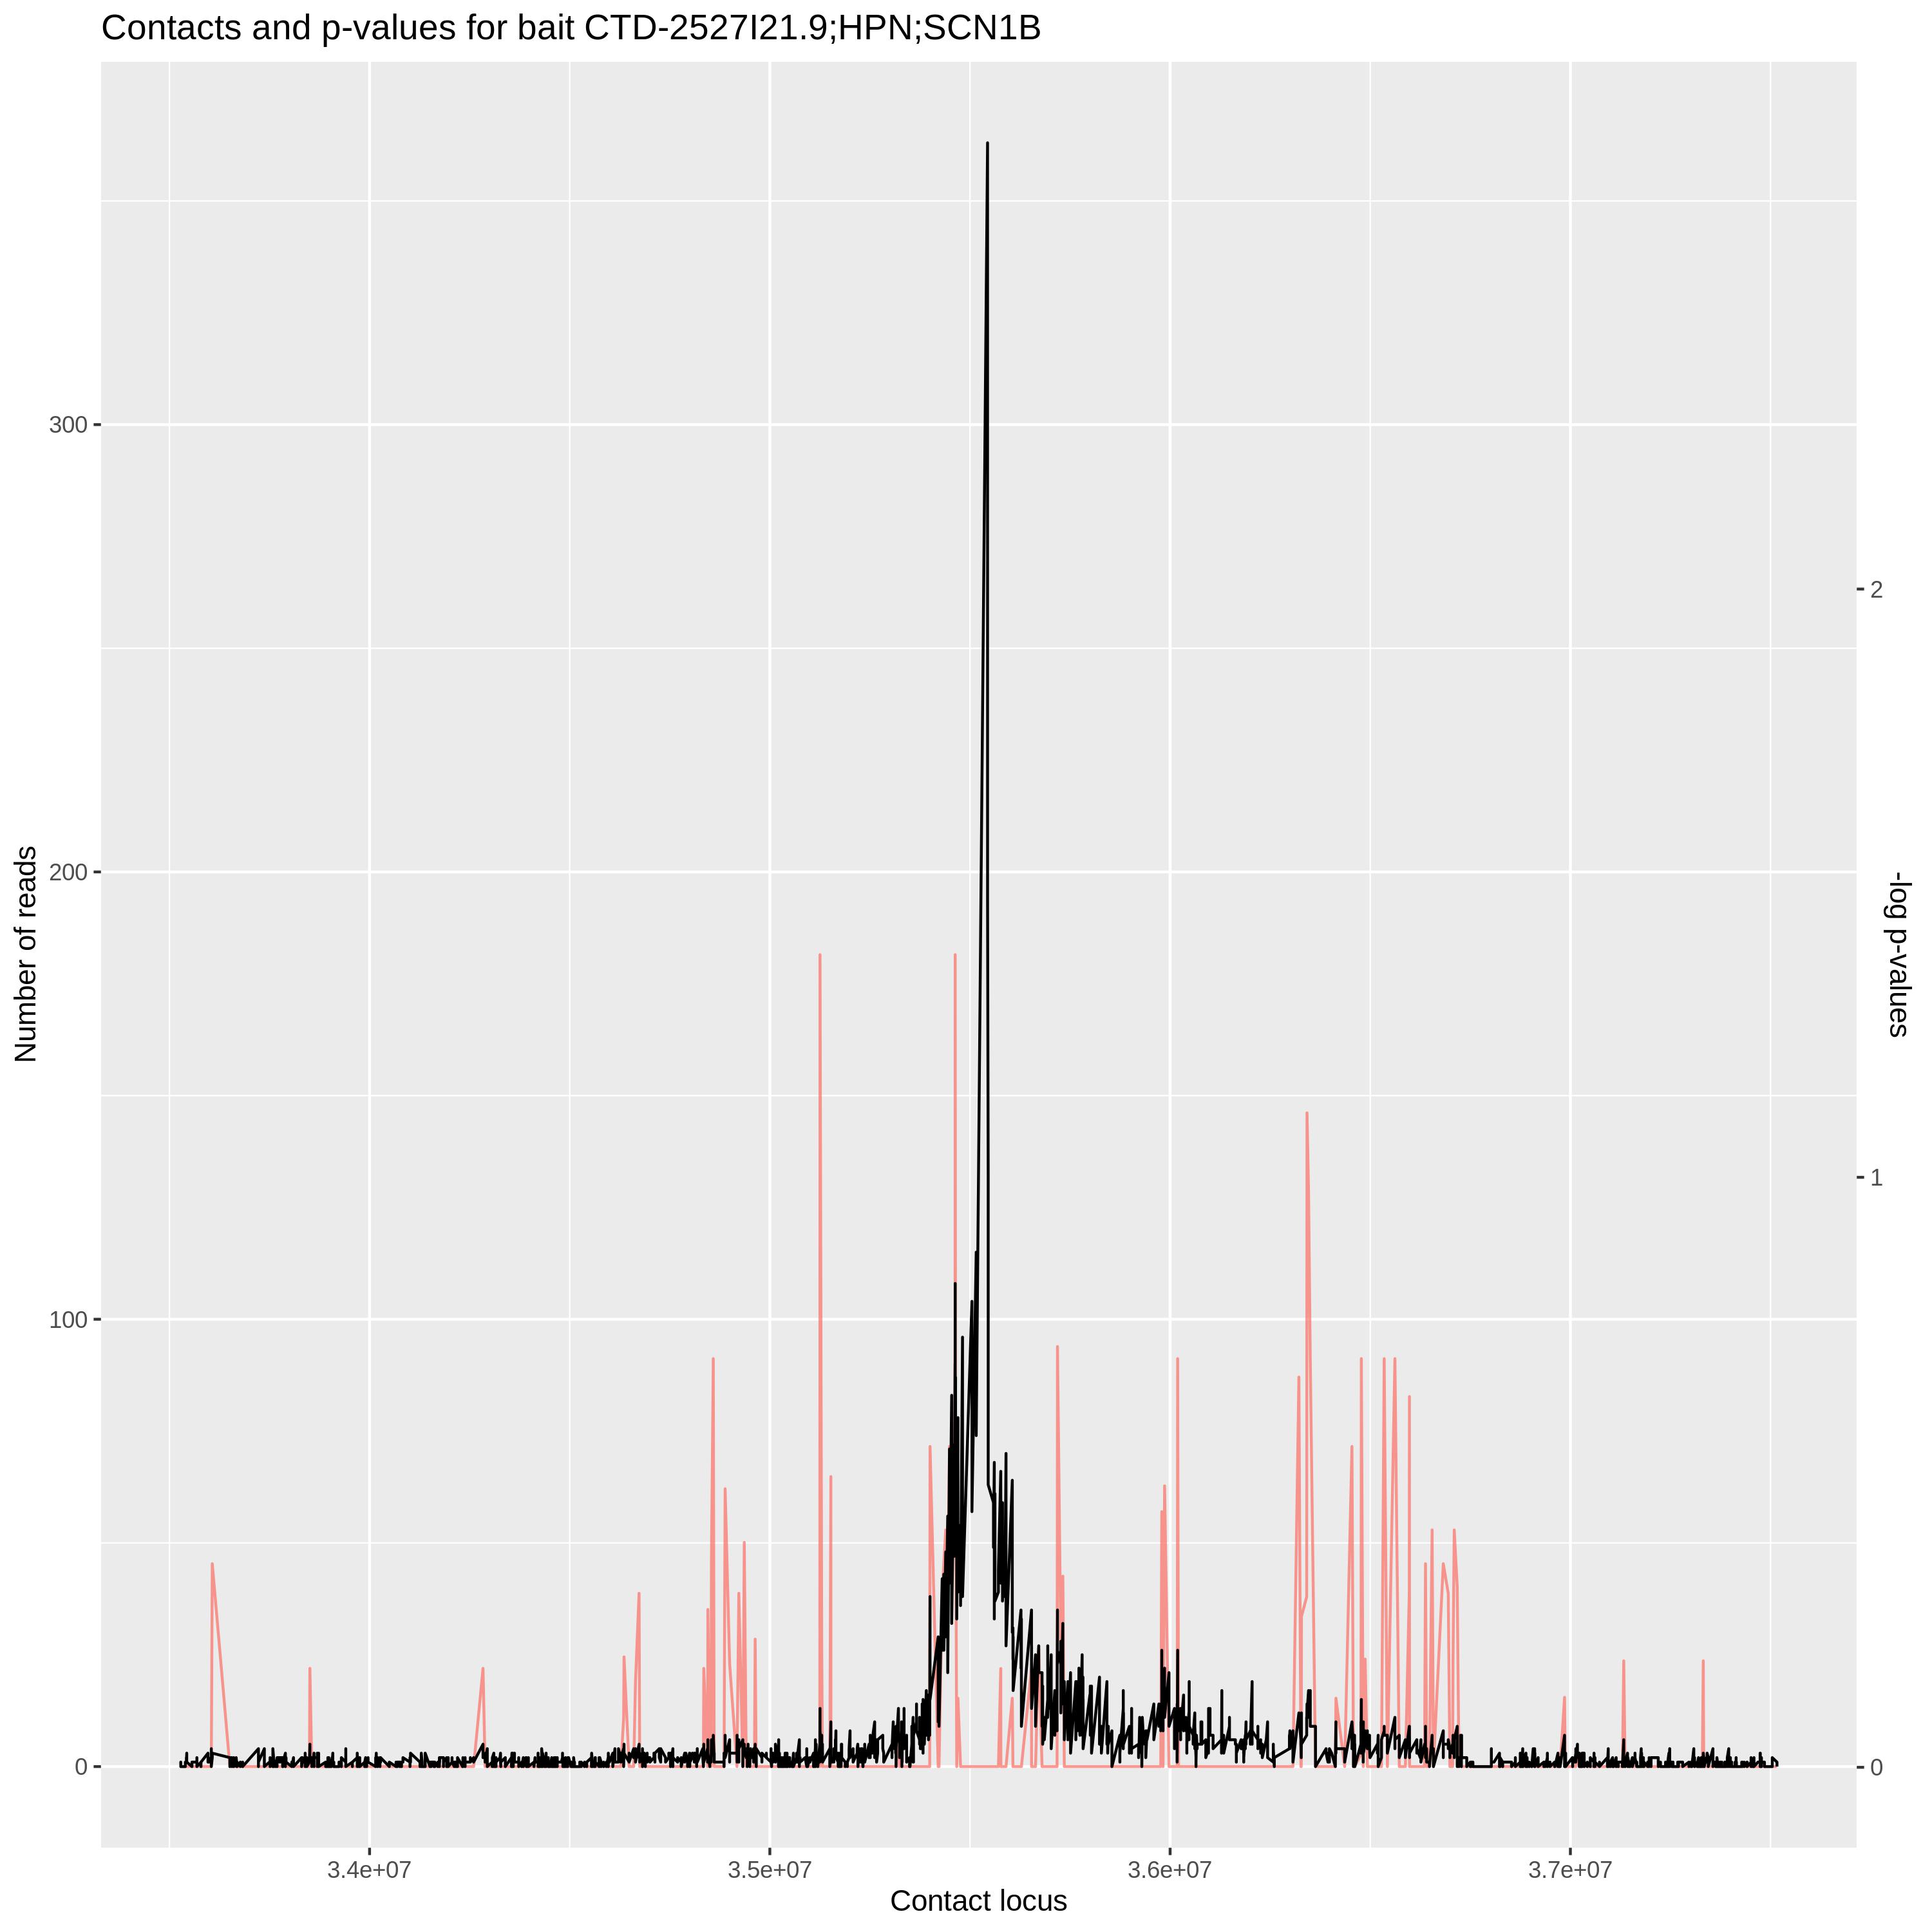 Contacts and p-values for bait CTD-2527I21.9;HPN;SCN1B
Number of reads
300
200
100
0
2
1
0
-log p-values
3.4e+07 3.5e+07 3.6e+07 3.7e+07
Contact locus